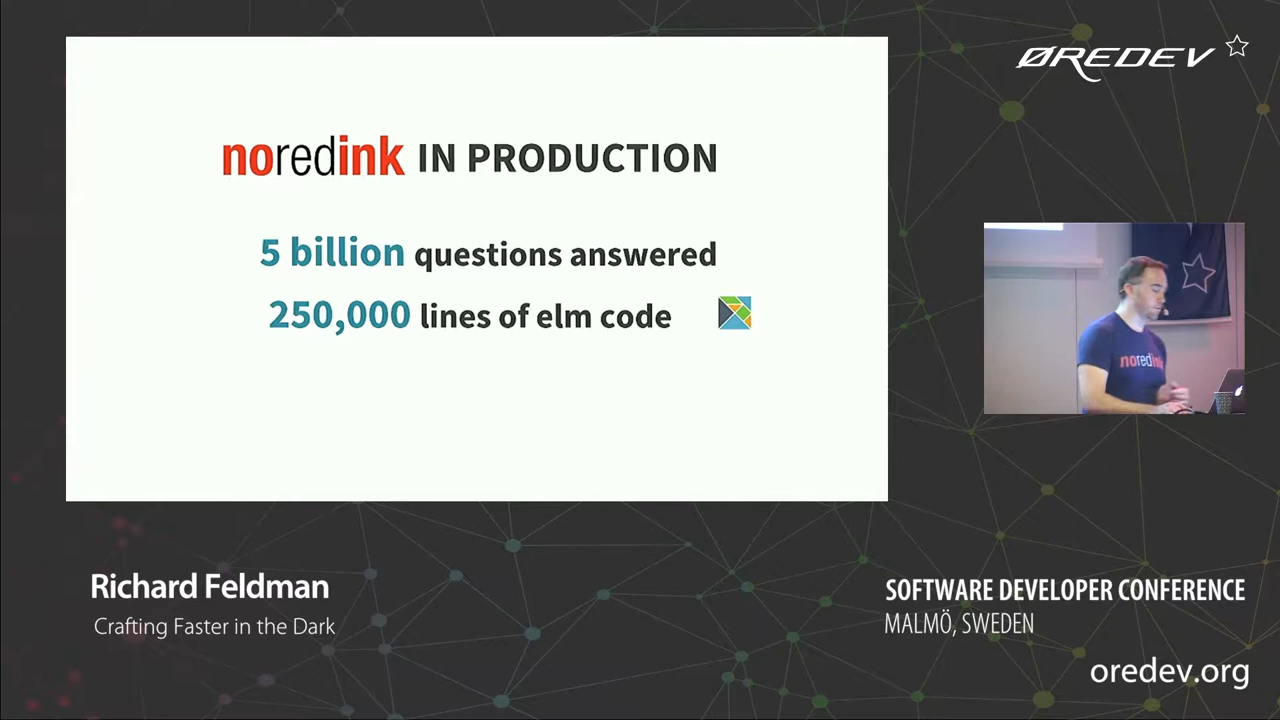 ØREDEV
noredink IN PRODUCTION
5 billion questions answered
250,000 lines of elm code
noredink
Richard Feldman
Crafting Faster in the Dark
SOFTWARE DEVELOPER CONFERENCE
MALMÖ, SWEDEN
oredev.org